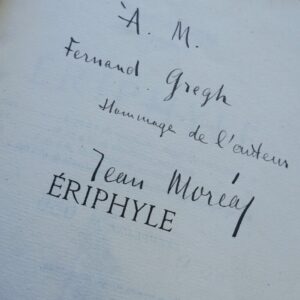 À M.
Fernand Gregh
Hommage de l'auteur
Jean Moréas
ÉRIPHYLE